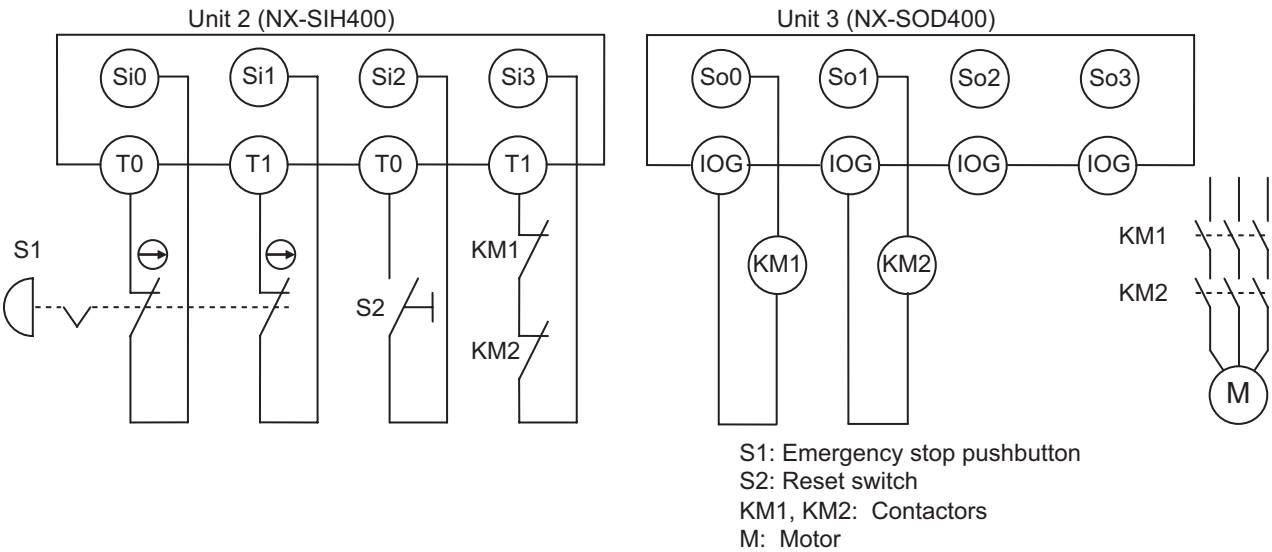 Unit 2 (NX-SIH400)
Unit 3 (NX-SOD400)
Si0 Si1 Si2 Si3
So0 So1 So2 So3
T0 T1 T0 T1
IOG IOG IOG IOG
S1
S2
KM1
KM2
KM1 KM2
KM1
KM2
M
S1: Emergency stop pushbutton
S2: Reset switch
KM1, KM2: Contactors
M: Motor